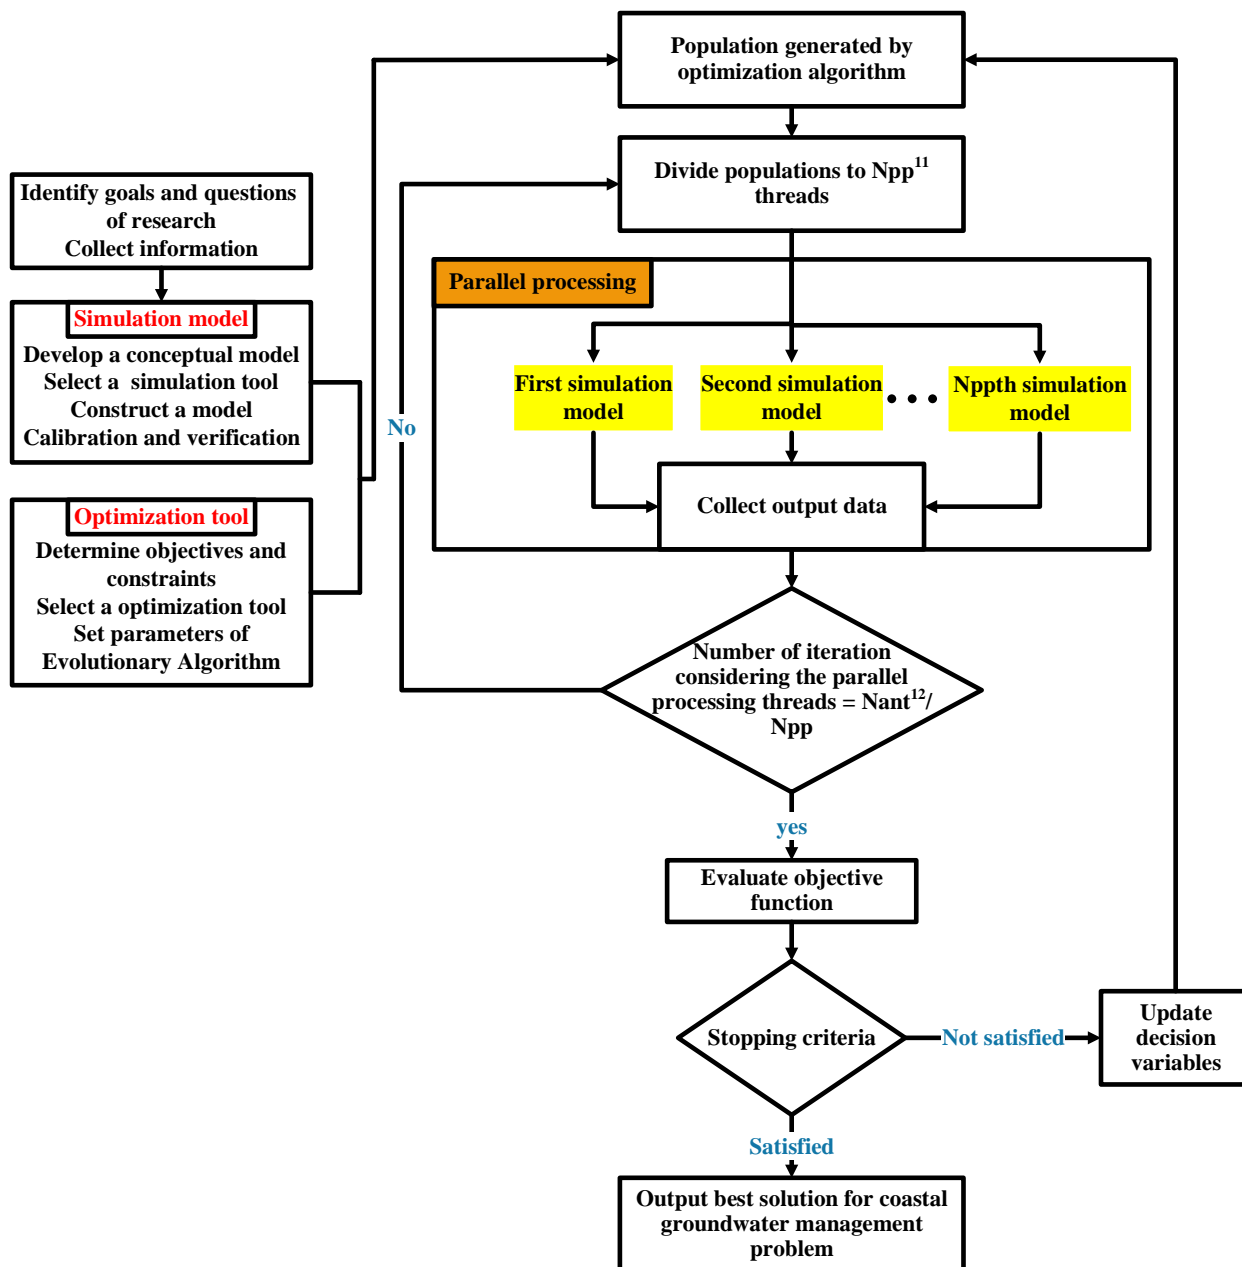 Population generated by
optimization algorithm
Divide populations to Npp¹¹
threads
Identify goals and questions
of research
Collect information
Simulation model
Develop a conceptual model
Select a simulation tool
Construct a model
Calibration and verification
Optimization tool
Determine objectives and
constraints
Select a optimization tool
Set parameters of
Evolutionary Algorithm
No
Parallel processing
First simulation
model
Second simulation
model
• • •
Nppth simulation
model
Collect output data
Number of iteration
considering the parallel
processing threads = Nant¹²/
Npp
yes
Evaluate objective
function
Stopping criteria
Not satisfied
Update
decision
variables
Satisfied
Output best solution for coastal
groundwater management
problem